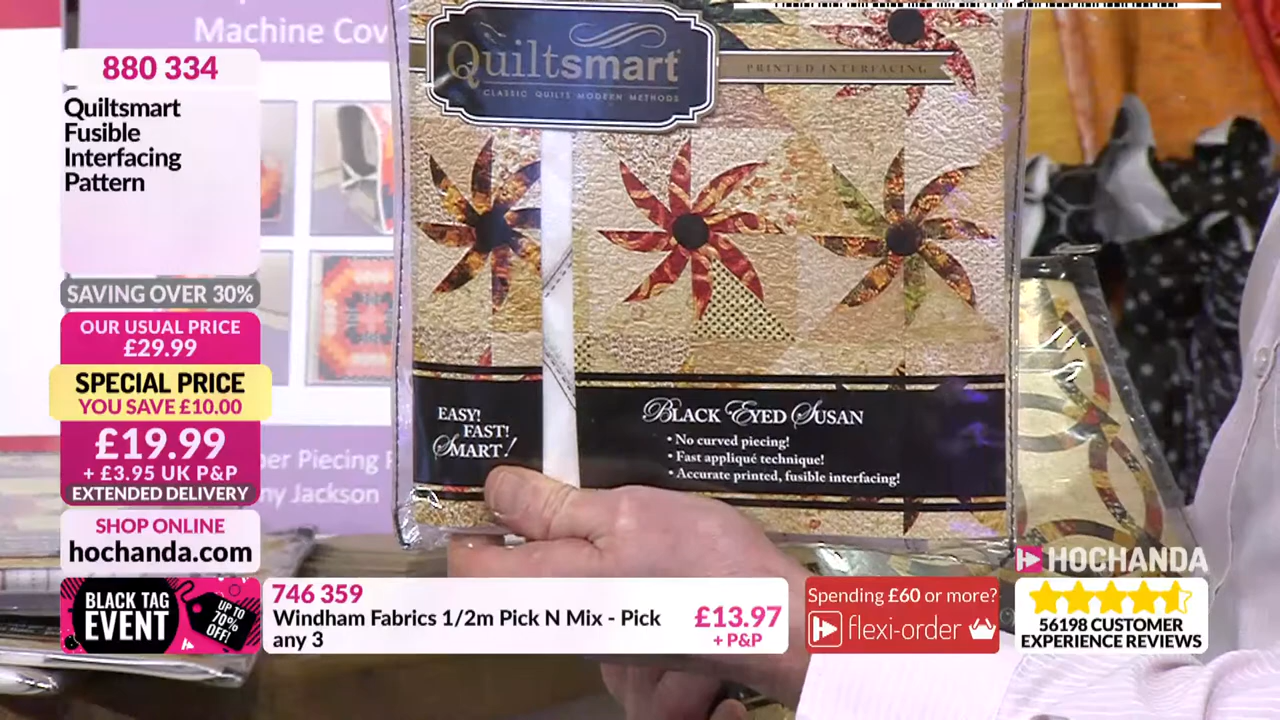 Machine Cov
880 334
Quiltsmart
Fusible
Interfacing
Pattern
SAVING OVER 30%
OUR USUAL PRICE
£29.99
SPECIAL PRICE
YOU SAVE £10.00
£19.99
+ £3.95 UK P&P
EXTENDED DELIVERY
SHOP ONLINE
hochanda.com
Quiltsmart
CLASSIC QUILTS MODERN METHODS
PRINTED INTERFACING
EASY!
FAST!
SMART!
BLACK EYED SUSAN
• No curved piecing!
• Fast appliqué technique!
• Accurate printed, fusible interfacing!
per Piecing
ny Jackson
HOCHANDA
BLACK TAG
EVENT
UP TO
70%
OFF!
746 359
Windham Fabrics 1/2m Pick N Mix - Pick
any 3
£13.97
+ P&P
Spending £60 or more?
flexi-order
56198 CUSTOMER
EXPERIENCE REVIEWS